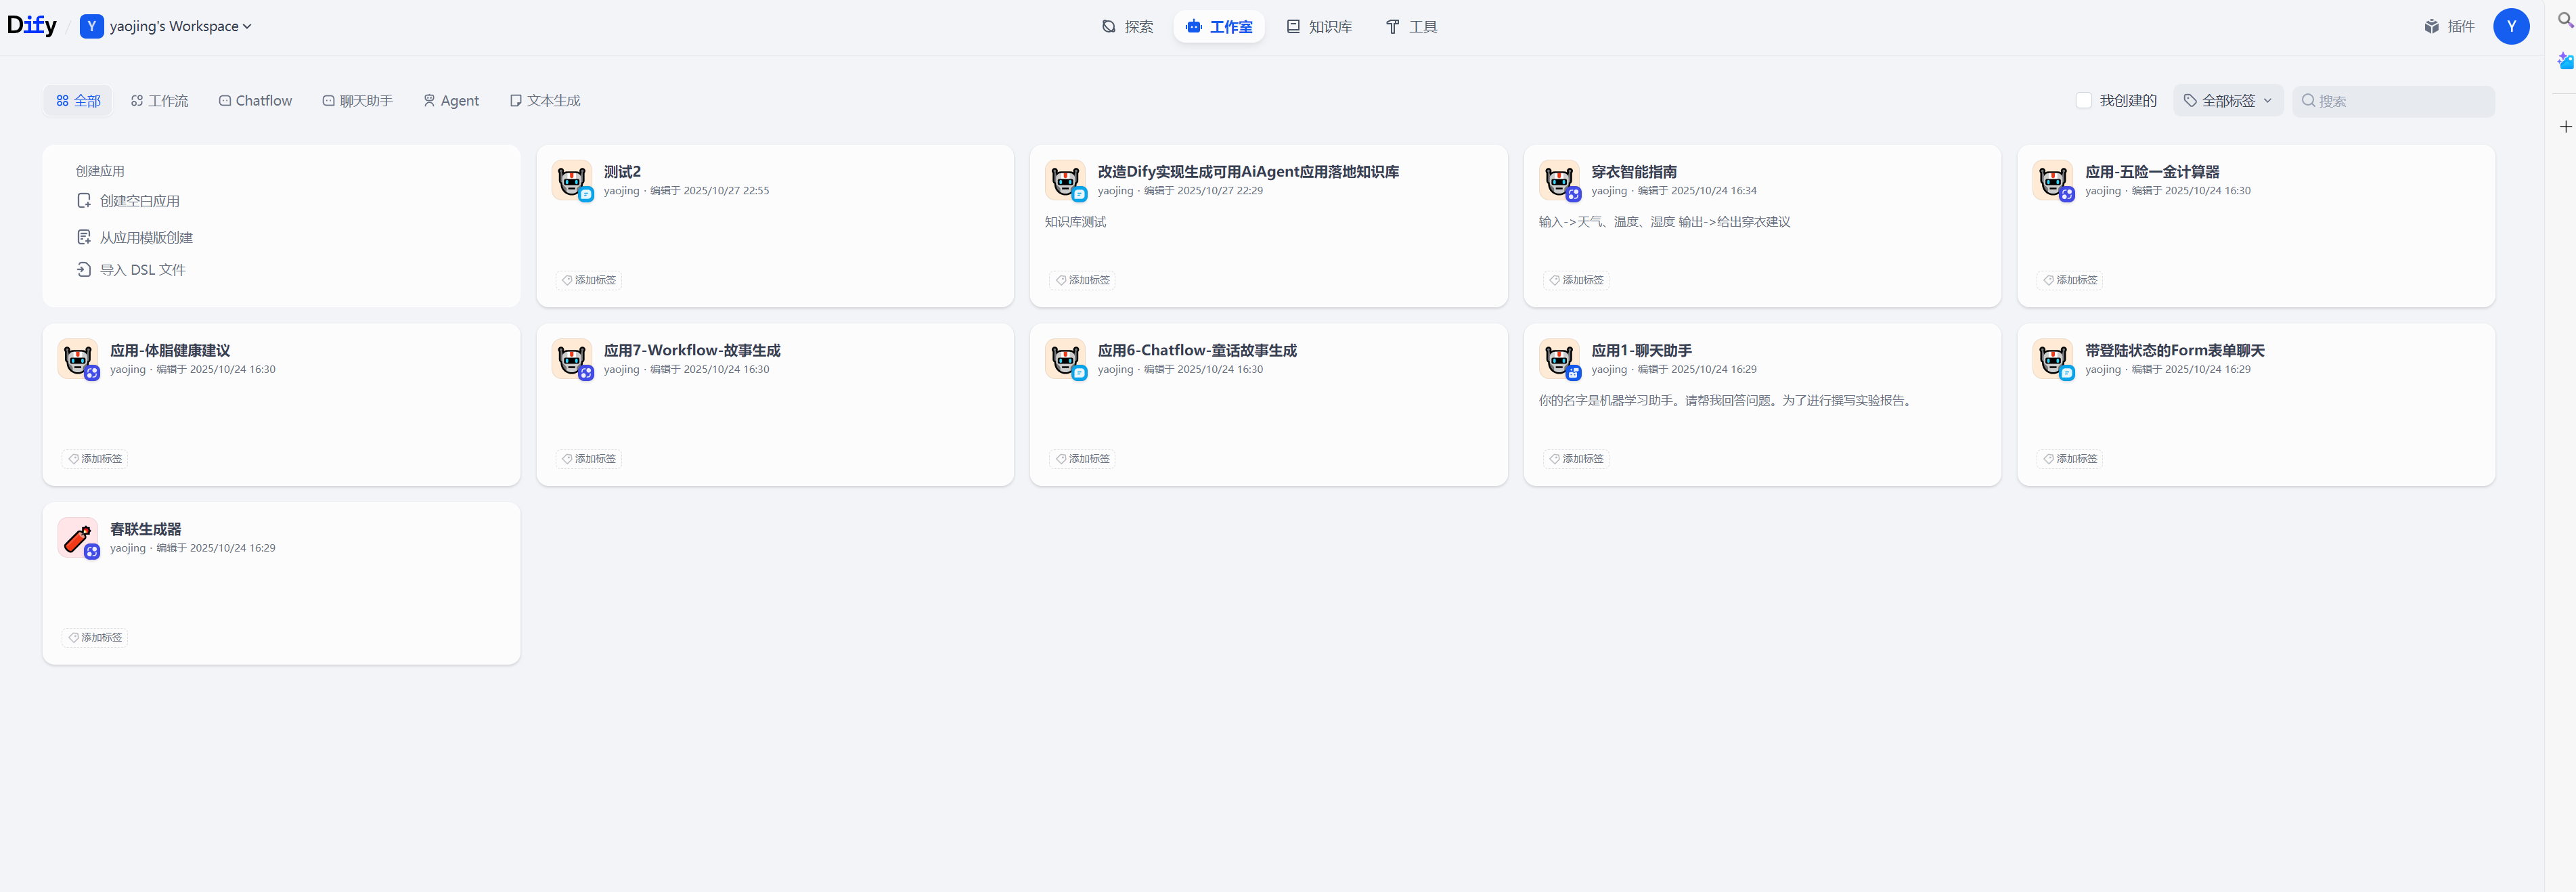 Dify / Y yaojing's Workspace
探索
工作室
知识库
工具
插件
Y
全部
工作流
Chatflow
聊天助手
Agent
文本生成
我创建的
全部标签
搜索
创建应用
创建空白应用
从应用模版创建
导入 DSL 文件
测试2
yaojing · 编辑于 2025/10/27 22:55
添加标签
改造Dify实现生成可用AiAgent应用落地知识库
yaojing · 编辑于 2025/10/27 22:29
知识库测试
添加标签
穿衣智能指南
yaojing · 编辑于 2025/10/24 16:34
输入->天气、温度、湿度 输出->给出穿衣建议
添加标签
应用-五险一金计算器
yaojing · 编辑于 2025/10/24 16:30
添加标签
应用-体脂健康建议
yaojing · 编辑于 2025/10/24 16:30
添加标签
应用7-Workflow-故事生成
yaojing · 编辑于 2025/10/24 16:30
添加标签
应用6-Chatflow-童话故事生成
yaojing · 编辑于 2025/10/24 16:30
添加标签
应用1-聊天助手
yaojing · 编辑于 2025/10/24 16:29
你的名字是机器学习助手。请帮我回答问题。为了进行撰写实验报告。
添加标签
带登陆状态的Form表单聊天
yaojing · 编辑于 2025/10/24 16:29
添加标签
春联生成器
yaojing · 编辑于 2025/10/24 16:29
添加标签